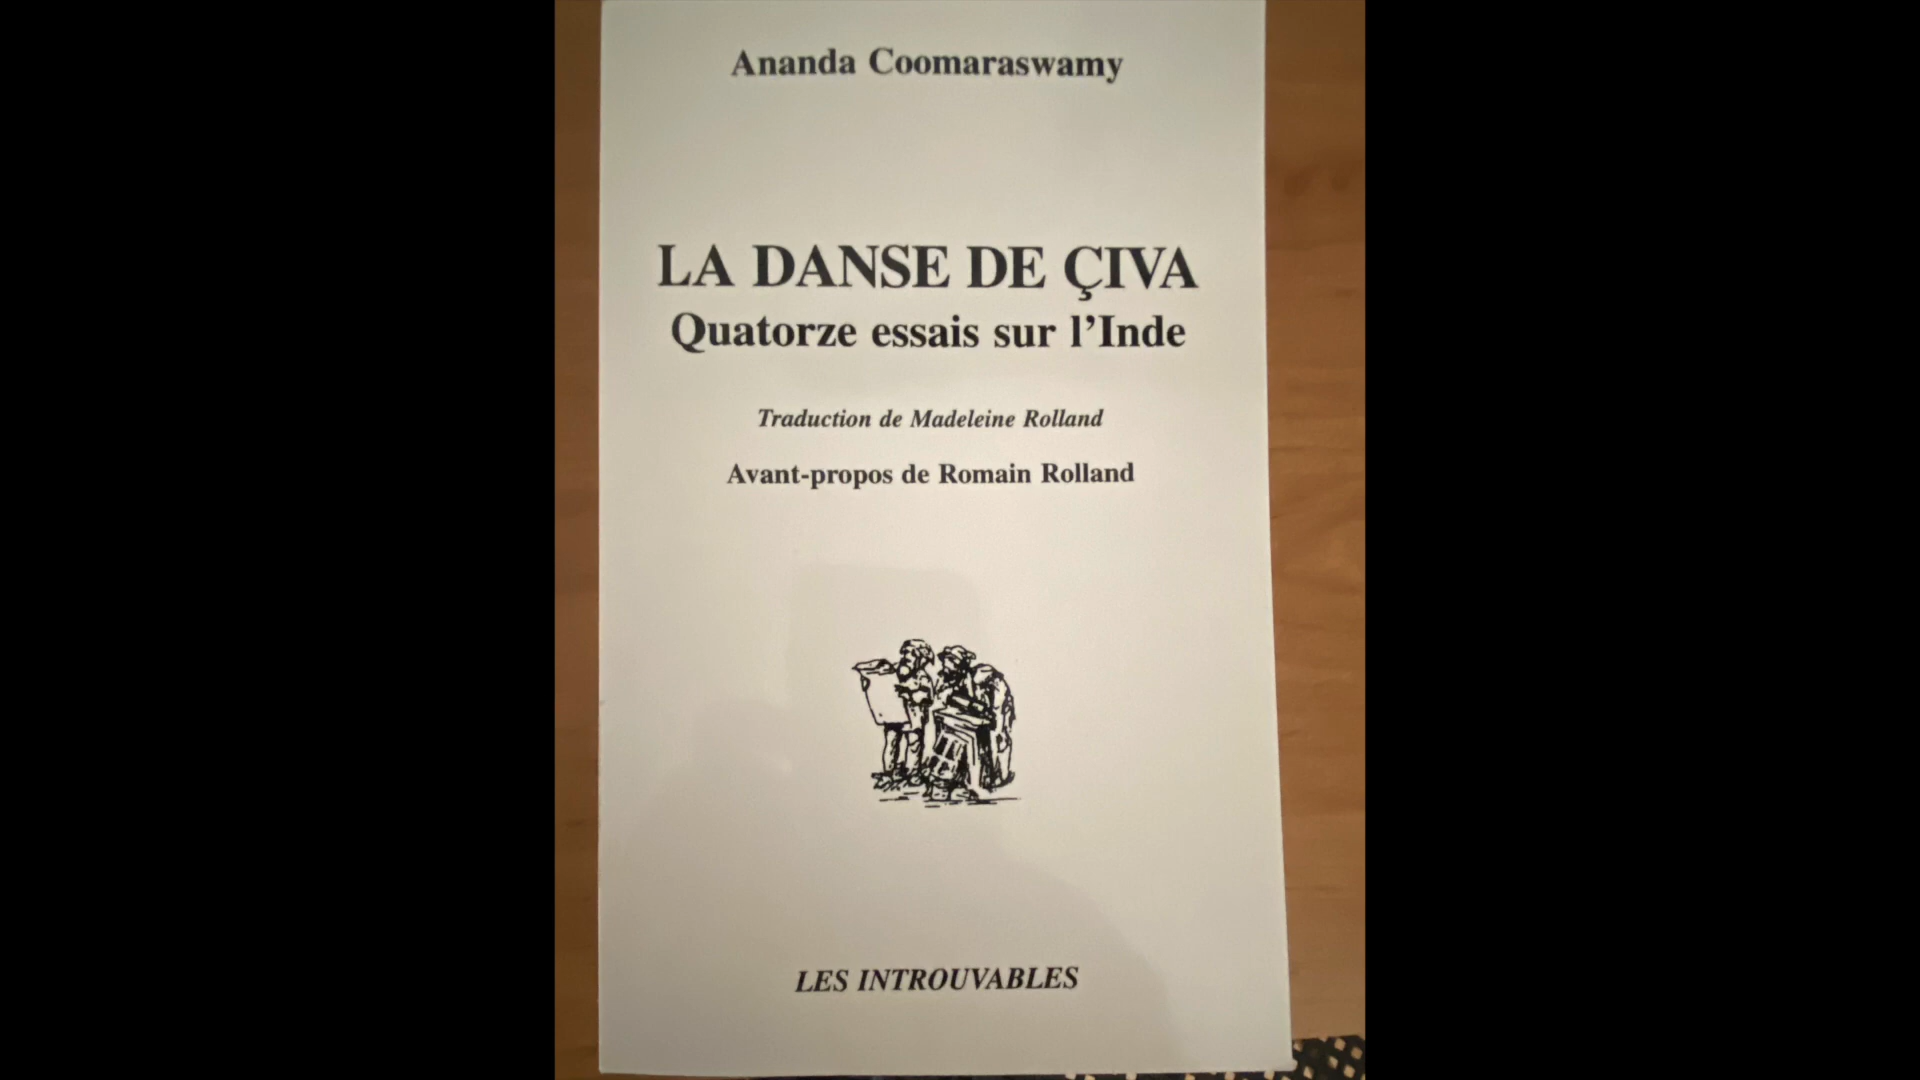 Ananda Coomaraswamy
LA DANSE DE ÇIVA
Quatorze essais sur l’Inde
Traduction de Madeleine Rolland
Avant-propos de Romain Rolland
LES INTROUVABLES